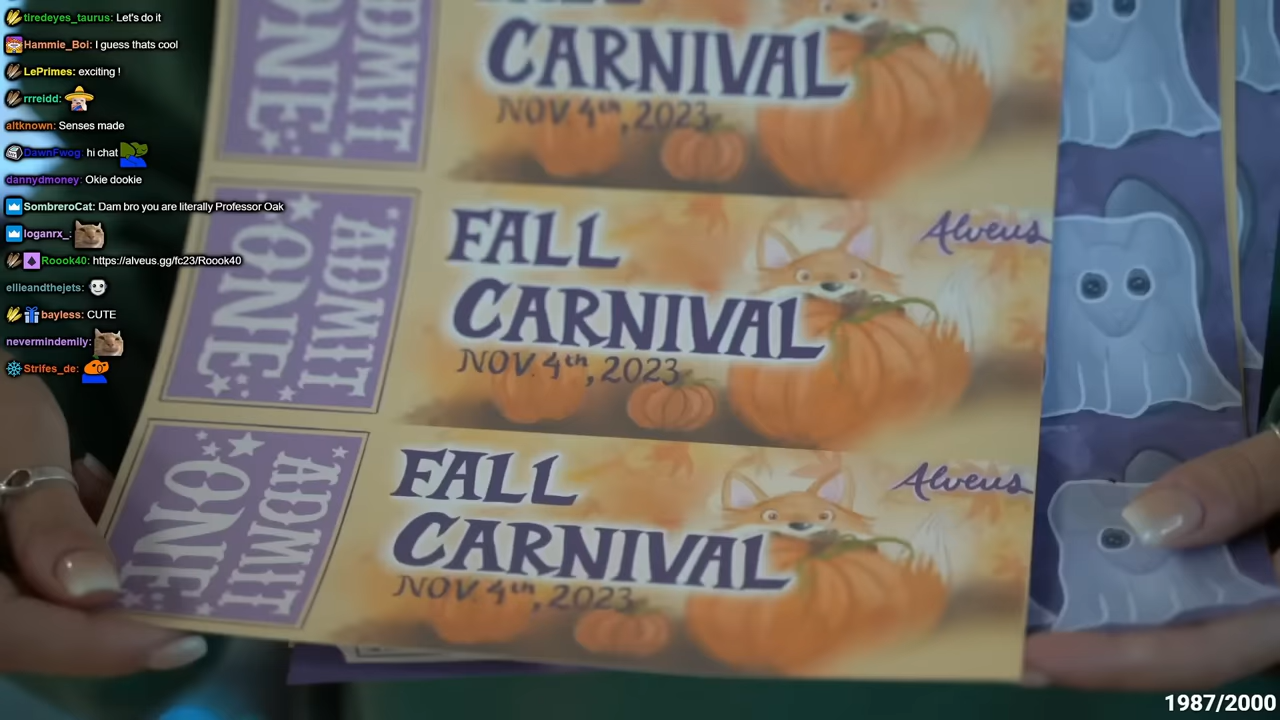 tiredeyes_taurus: Let's do it
Hammie_Boi: I guess thats cool
LePrimes: exciting !
rrreidd:
altknown: Senses made
DawnFwog: hi chat
dannydmoney: Okie dookie
SombreroCat: Dam bro you are literally Professor Oak
loganrx_:
Roook40: https://alveus.gg/fc23/Roook40
ellieandthejets:
bayless: CUTE
nevermindemily:
Strifes_de:
ADMIT
ONE
CARNIVAL
NOV 4th, 2023
ADMIT
ONE
FALL
CARNIVAL
NOV. 4th, 2023
Alveus
ADMIT
ONE
FALL
CARNIVAL
NOV. 4th, 2023
Alveus
1987/2000